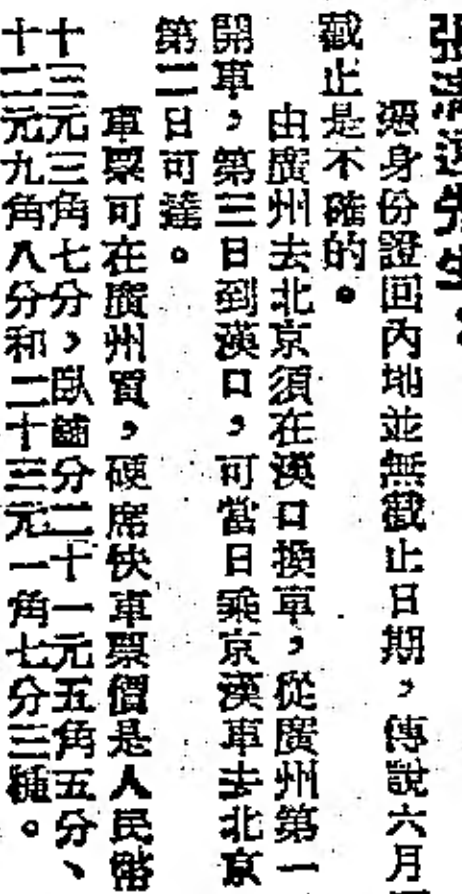 張清遠先生：
憑身份證回內地並無截止日期，傳說六月
截止是不確的。
由廣州去北京須在漢口換車，從廣州第一
開車，第三日到漢口，可當日乘京漢車去北京
第二日可達。
車票可在廣州買，硬席快車票價是人民幣
十三元三角七分，臥鋪分二十一元五角五分、
十二元九角八分和二十三元一角七分三種。